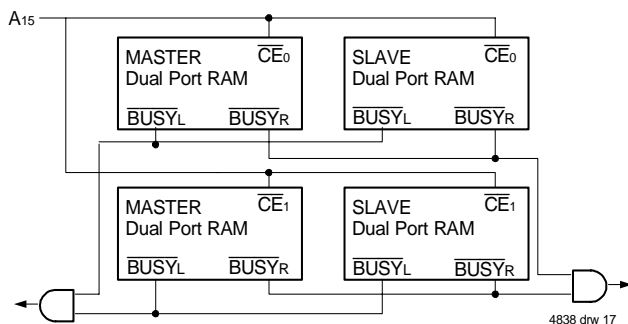 A15
MASTER CE0
Dual Port RAM
BUSYL BUSYR
SLAVE CE0
Dual Port RAM
BUSYL BUSYR
MASTER CE1
Dual Port RAM
BUSYL BUSYR
SLAVE CE1
Dual Port RAM
BUSYL BUSYR
4838 drw 17